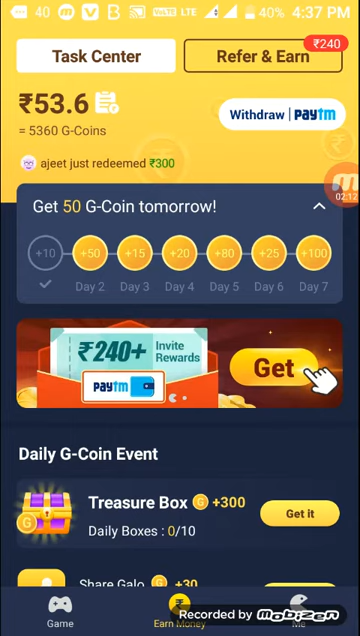 40 VoLTE LTE 40% 4:37 PM
Task Center Refer & Earn ₹240
₹53.6
= 5360 G-Coins
Withdraw | Paytm
ajeet just redeemed ₹300
02:12
Get 50 G-Coin tomorrow!
+10 +50 +15 +20 +80 +25 +100
Day 2 Day 3 Day 4 Day 5 Day 6 Day 7
₹240+ Invite
Rewards
Paytm
Get
Daily G-Coin Event
Treasure Box G +300
Daily Boxes : 0/10
Get it
Share Galo G +30
Game Earn Money Me
Recorded by Mobizen